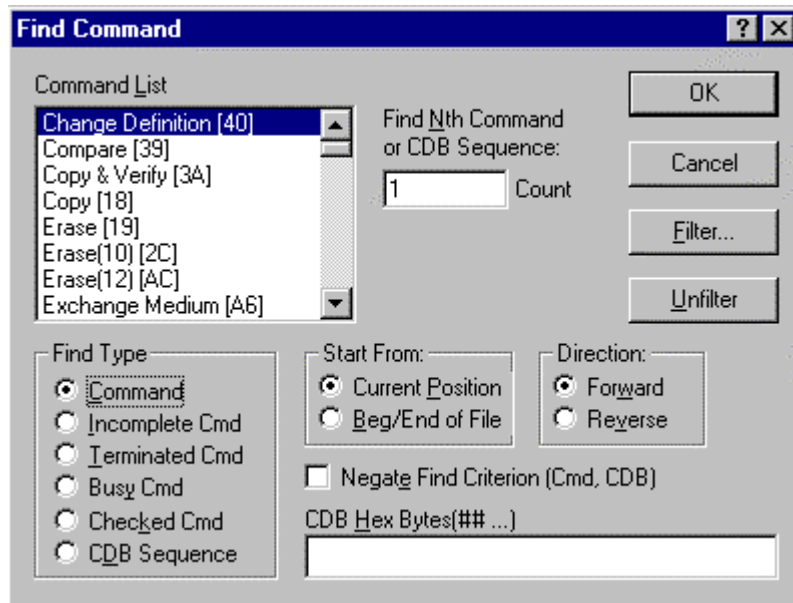 Find Command
Command List
Change Definition [40]
Compare [39]
Copy & Verify [3A]
Copy [18]
Erase [19]
Erase(10) [2C]
Erase(12) [AC]
Exchange Medium [A6]
Find Nth Command
or CDB Sequence:
1 Count
OK
Cancel
Filter...
Unfilter
Find Type
Command
Incomplete Cmd
Terminated Cmd
Busy Cmd
Checked Cmd
CDB Sequence
Start From:
Current Position
Beg/End of File
Direction:
Forward
Reverse
Negate Find Criterion (Cmd, CDB)
CDB Hex Bytes(## ...)